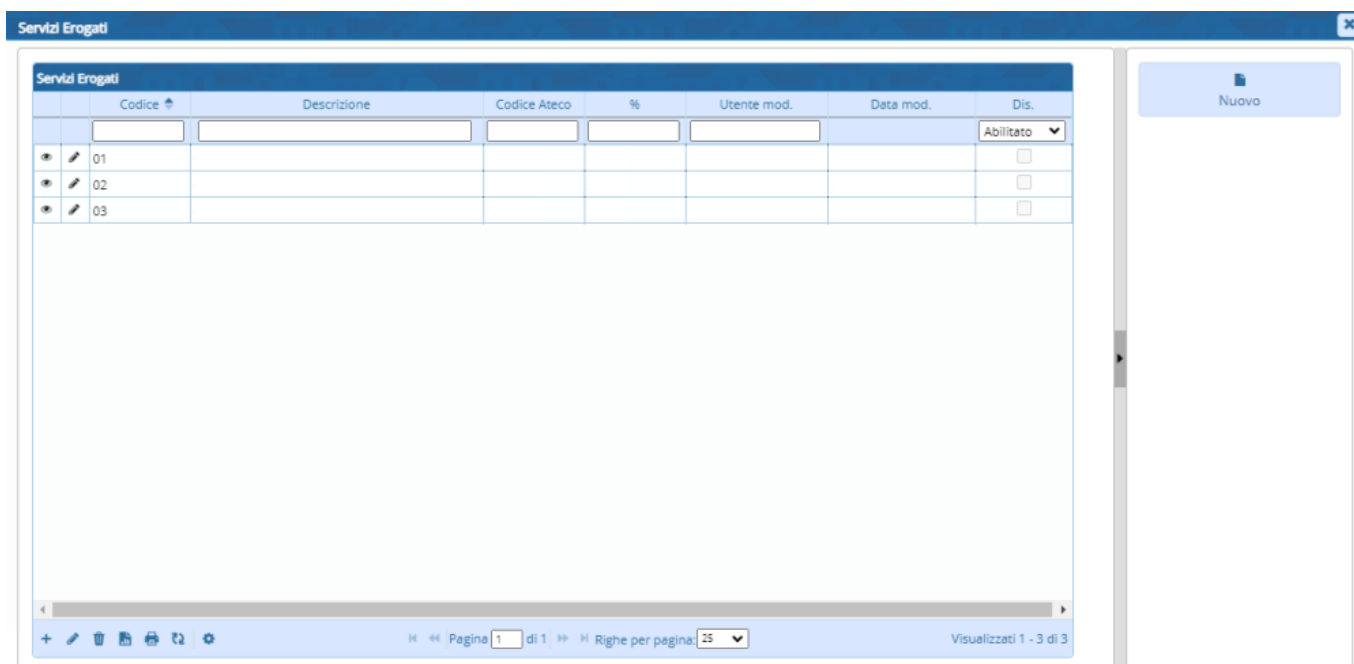 Servizi Erogati
Servizi Erogati
Codice Descrizione Codice Ateco % Utente mod. Data mod. Dis.
Abilitato
01
02
03
Pagina 1 di 1 Righe per pagina: 25 Visualizzati 1 - 3 di 3
Nuovo